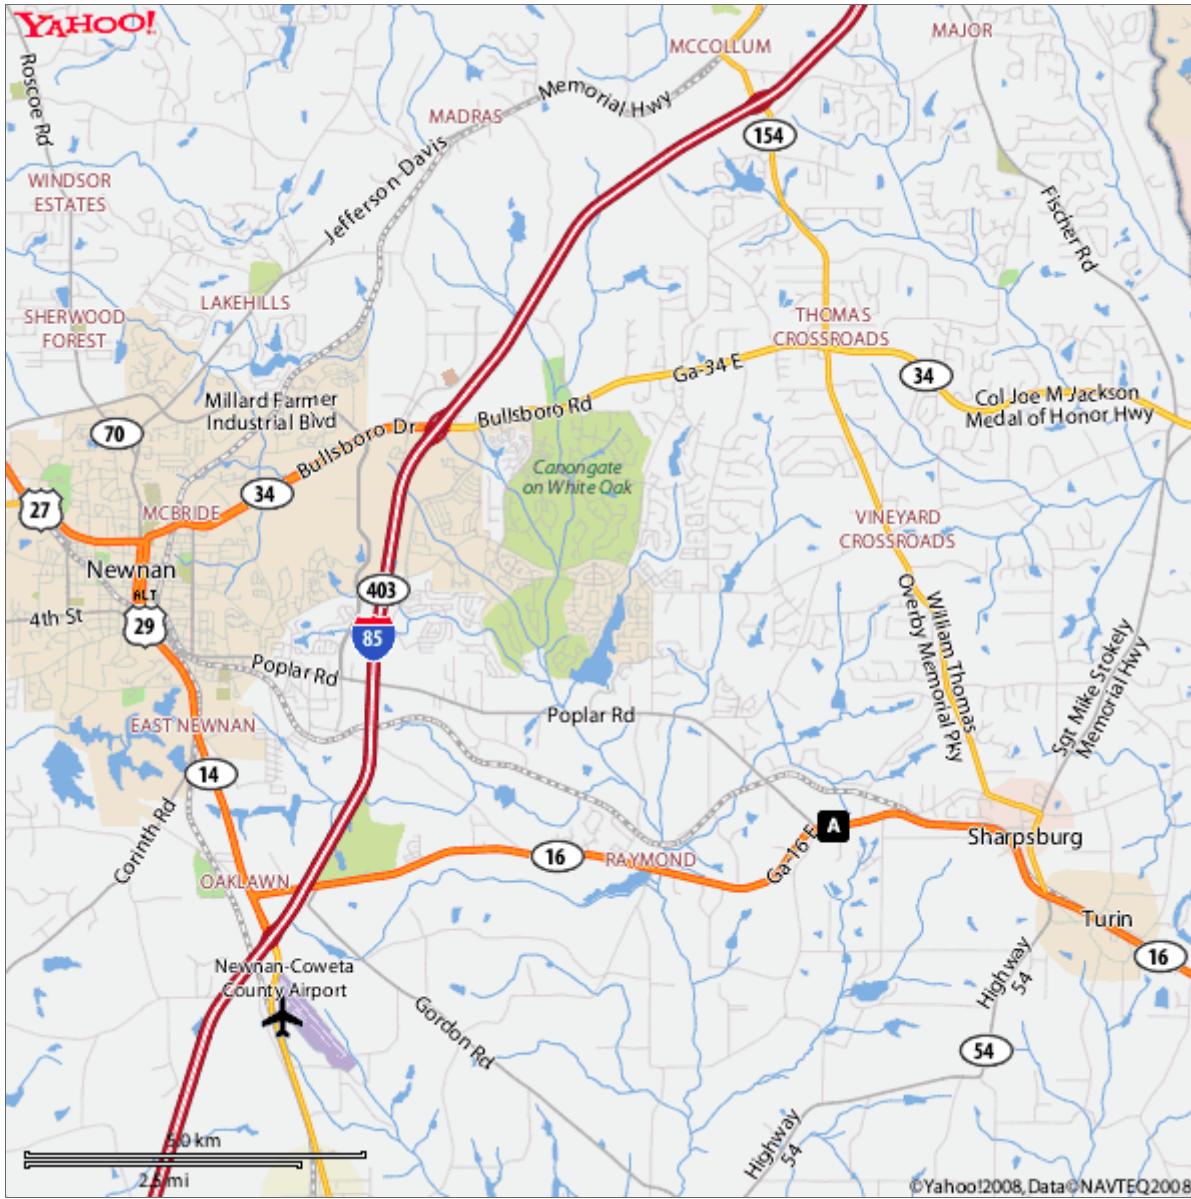 YAHOO!
MCCOLLUM
MAJOR
Roscoe Rd
Memorial Hwy
MADRAS
154
Jefferson-Davis
WINDSOR
ESTATES
Fischer Rd
LAKEHILLS
SHERWOOD
FOREST
THOMAS
CROSSROADS
Ga-34 E
34
Millard Farmer
Industrial Blvd
Col Joe M Jackson
Medal of Honor Hwy
70
Bullsboro Dr
Bullsboro Rd
Canongate
on White Oak
34
27
MCBRIDE
VINEYARD
CROSSROADS
Newnan
403
ALT
29
4th St
85
William Thomas
Overby Memorial Pky
Sgt Mike Stokely
Memorial Hwy
Poplar Rd
Poplar Rd
EAST NEWNAN
14
Corinth Rd
A
Sharpsburg
Ga-16 E
16
RAYMOND
OAKLAWN
Turin
16
Newnan-Coweta
County Airport
Highway
54
Gordon Rd
54
Highway
54
5.0 km
2.5 mi
©Yahoo!2008, Data©NAVTEQ2008